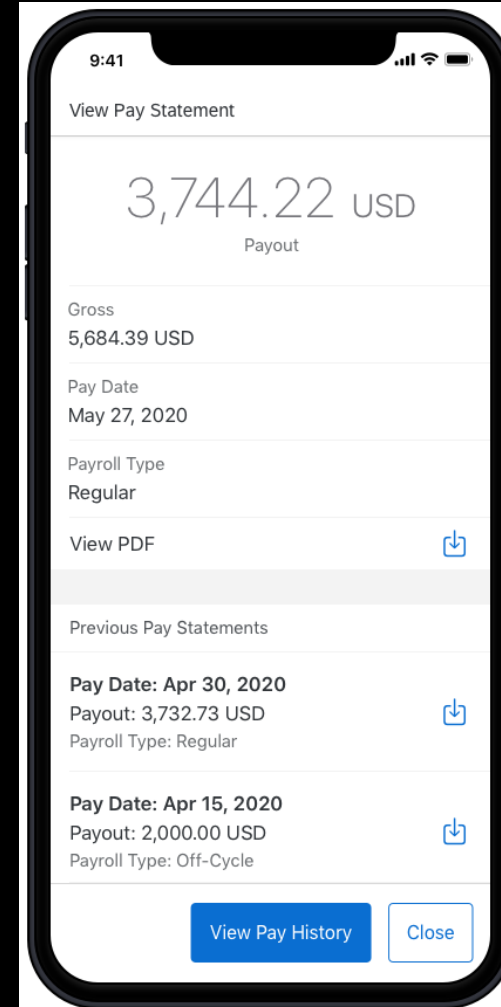 9:41
View Pay Statement
3,744.22 USD
Payout
Gross
5,684.39 USD
Pay Date
May 27, 2020
Payroll Type
Regular
View PDF
Previous Pay Statements
Pay Date: Apr 30, 2020
Payout: 3,732.73 USD
Payroll Type: Regular
Pay Date: Apr 15, 2020
Payout: 2,000.00 USD
Payroll Type: Off-Cycle
View Pay History Close